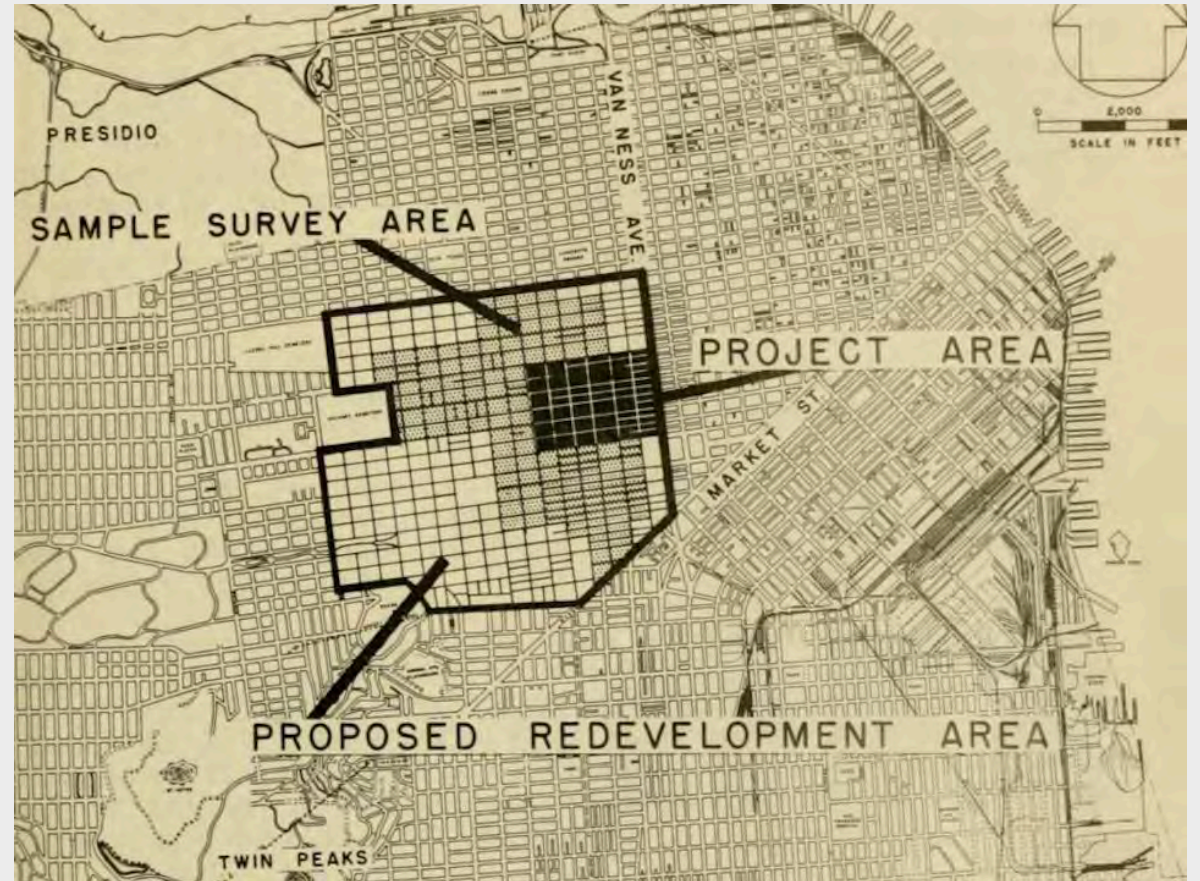 VAN NESS AVE.
PRESIDIO
0 2,000
SCALE IN FEET
SAMPLE SURVEY AREA
PROJECT AREA
MARKET ST.
PROPOSED REDEVELOPMENT AREA
TWIN PEAKS